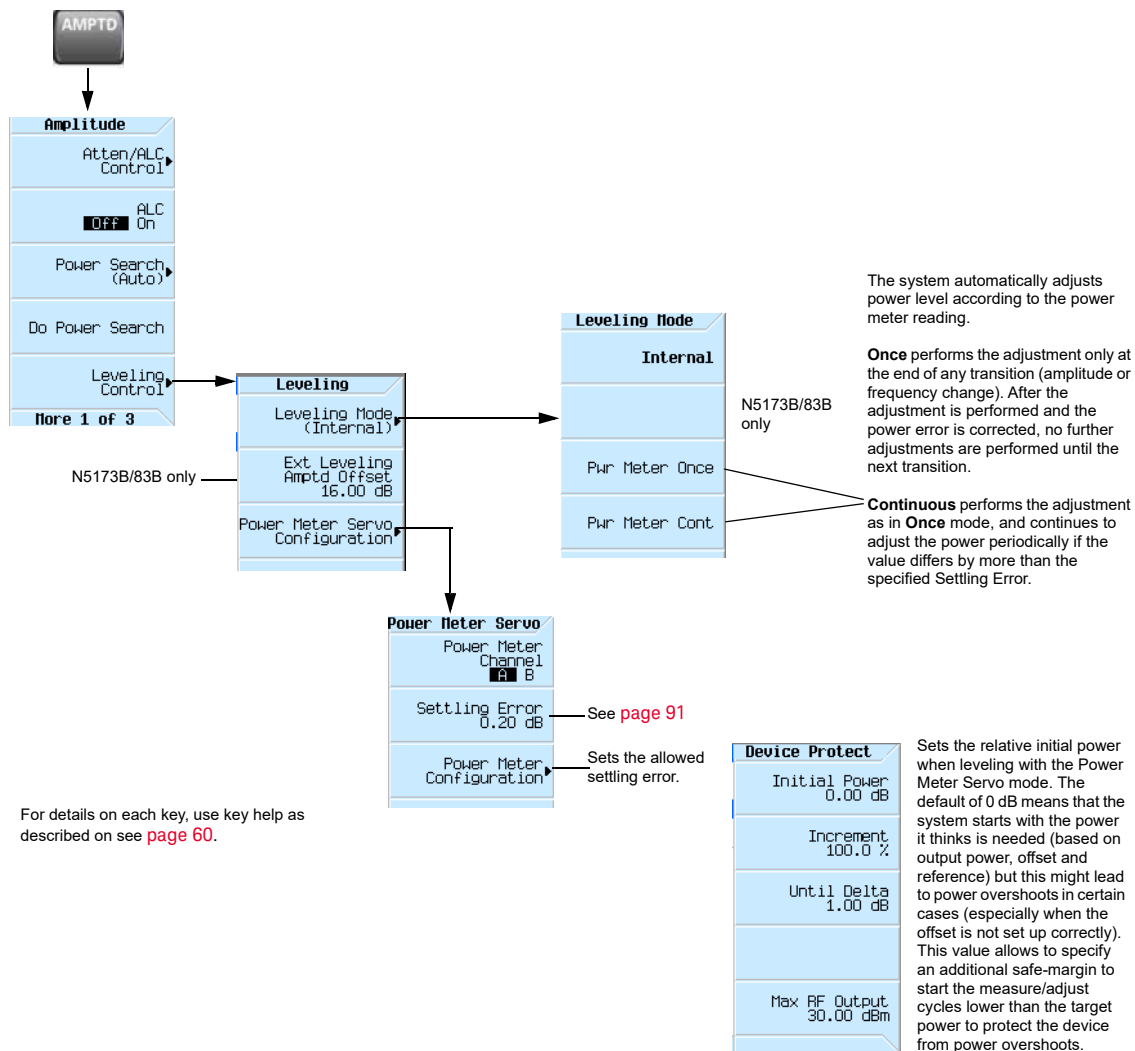 AMPTD
Amplitude
Atten/ALC
Control
ALC
Off On
Power Search
(Auto)
Do Power Search
Leveling
Control
More 1 of 3
N5173B/83B only
Leveling
Leveling Mode
(Internal)
Ext Leveling
Amptd Offset
16.00 dB
Power Meter Servo
Configuration
Leveling Mode
Internal
Pwr Meter Once
Pwr Meter Cont
N5173B/83B
only
The system automatically adjusts
power level according to the power
meter reading.
Once performs the adjustment only at
the end of any transition (amplitude or
frequency change). After the
adjustment is performed and the
power error is corrected, no further
adjustments are performed until the
next transition.
Continuous performs the adjustment
as in Once mode, and continues to
adjust the power periodically if the
value differs by more than the
specified Settling Error.
Power Meter Servo
Power Meter
Channel
A B
Settling Error
0.20 dB
Power Meter
Configuration
See page 91
Sets the allowed
settling error.
For details on each key, use key help as
described on see page 60.
Device Protect
Initial Power
0.00 dB
Increment
100.0 %
Until Delta
1.00 dB
Max RF Output
30.00 dBm
Sets the relative initial power
when leveling with the Power
Meter Servo mode. The
default of 0 dB means that the
system starts with the power
it thinks is needed (based on
output power, offset and
reference) but this might lead
to power overshoots in certain
cases (especially when the
offset is not set up correctly).
This value allows to specify
an additional safe-margin to
start the measure/adjust
cycles lower than the target
power to protect the device
from power overshoots.